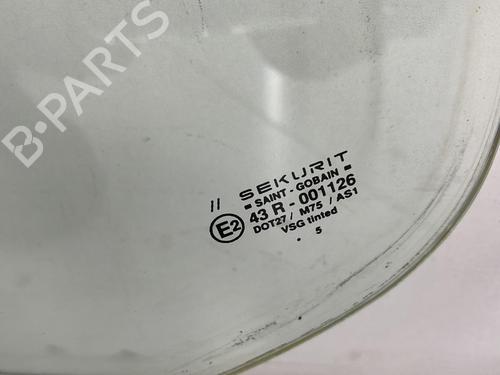 B-PARTS
// SEKURIT
= SAINT - GOBAIN =
E2 43 R - 001126
DOT27 / M75 / AS1
VSG tinted
. 5